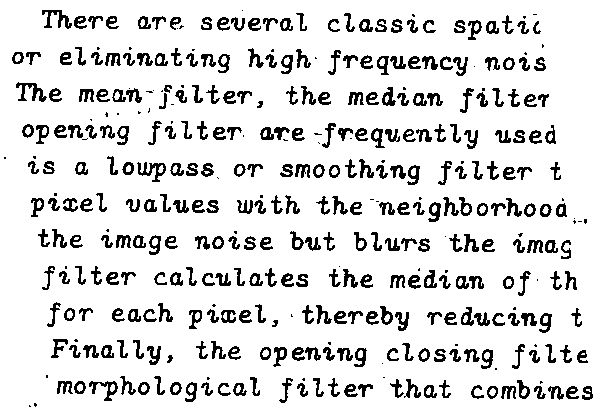 There are several classic spatic
or eliminating high frequency nois
The mean filter, the median filter
opening filter are frequently used
is a lowpass or smoothing filter t
pixel values with the neighborhood
the image noise but blurs the imag
filter calculates the median of th
for each pixel, thereby reducing t
Finally, the opening closing filte
morphological filter that combines